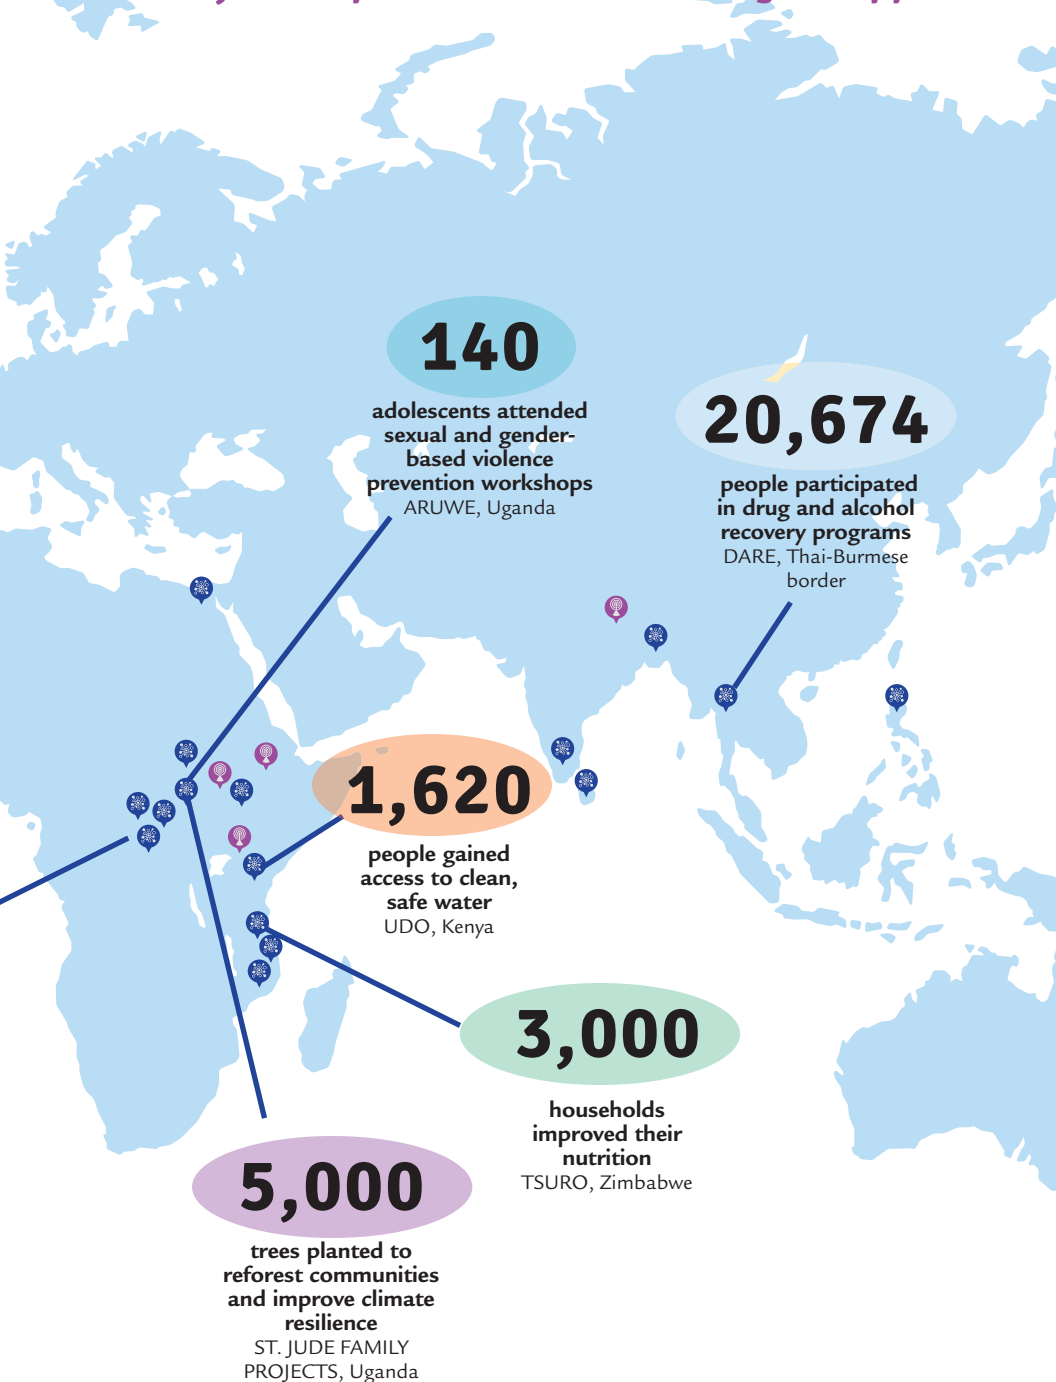 140
adolescents attended
sexual and gender-
based violence
prevention workshops
ARUWE, Uganda
20,674
people participated
in drug and alcohol
recovery programs
DARE, Thai-Burmese
border
1,620
people gained
access to clean,
safe water
UDO, Kenya
3,000
households
improved their
nutrition
TSURO, Zimbabwe
5,000
trees planted to
reforest communities
and improve climate
resilience
ST. JUDE FAMILY
PROJECTS, Uganda